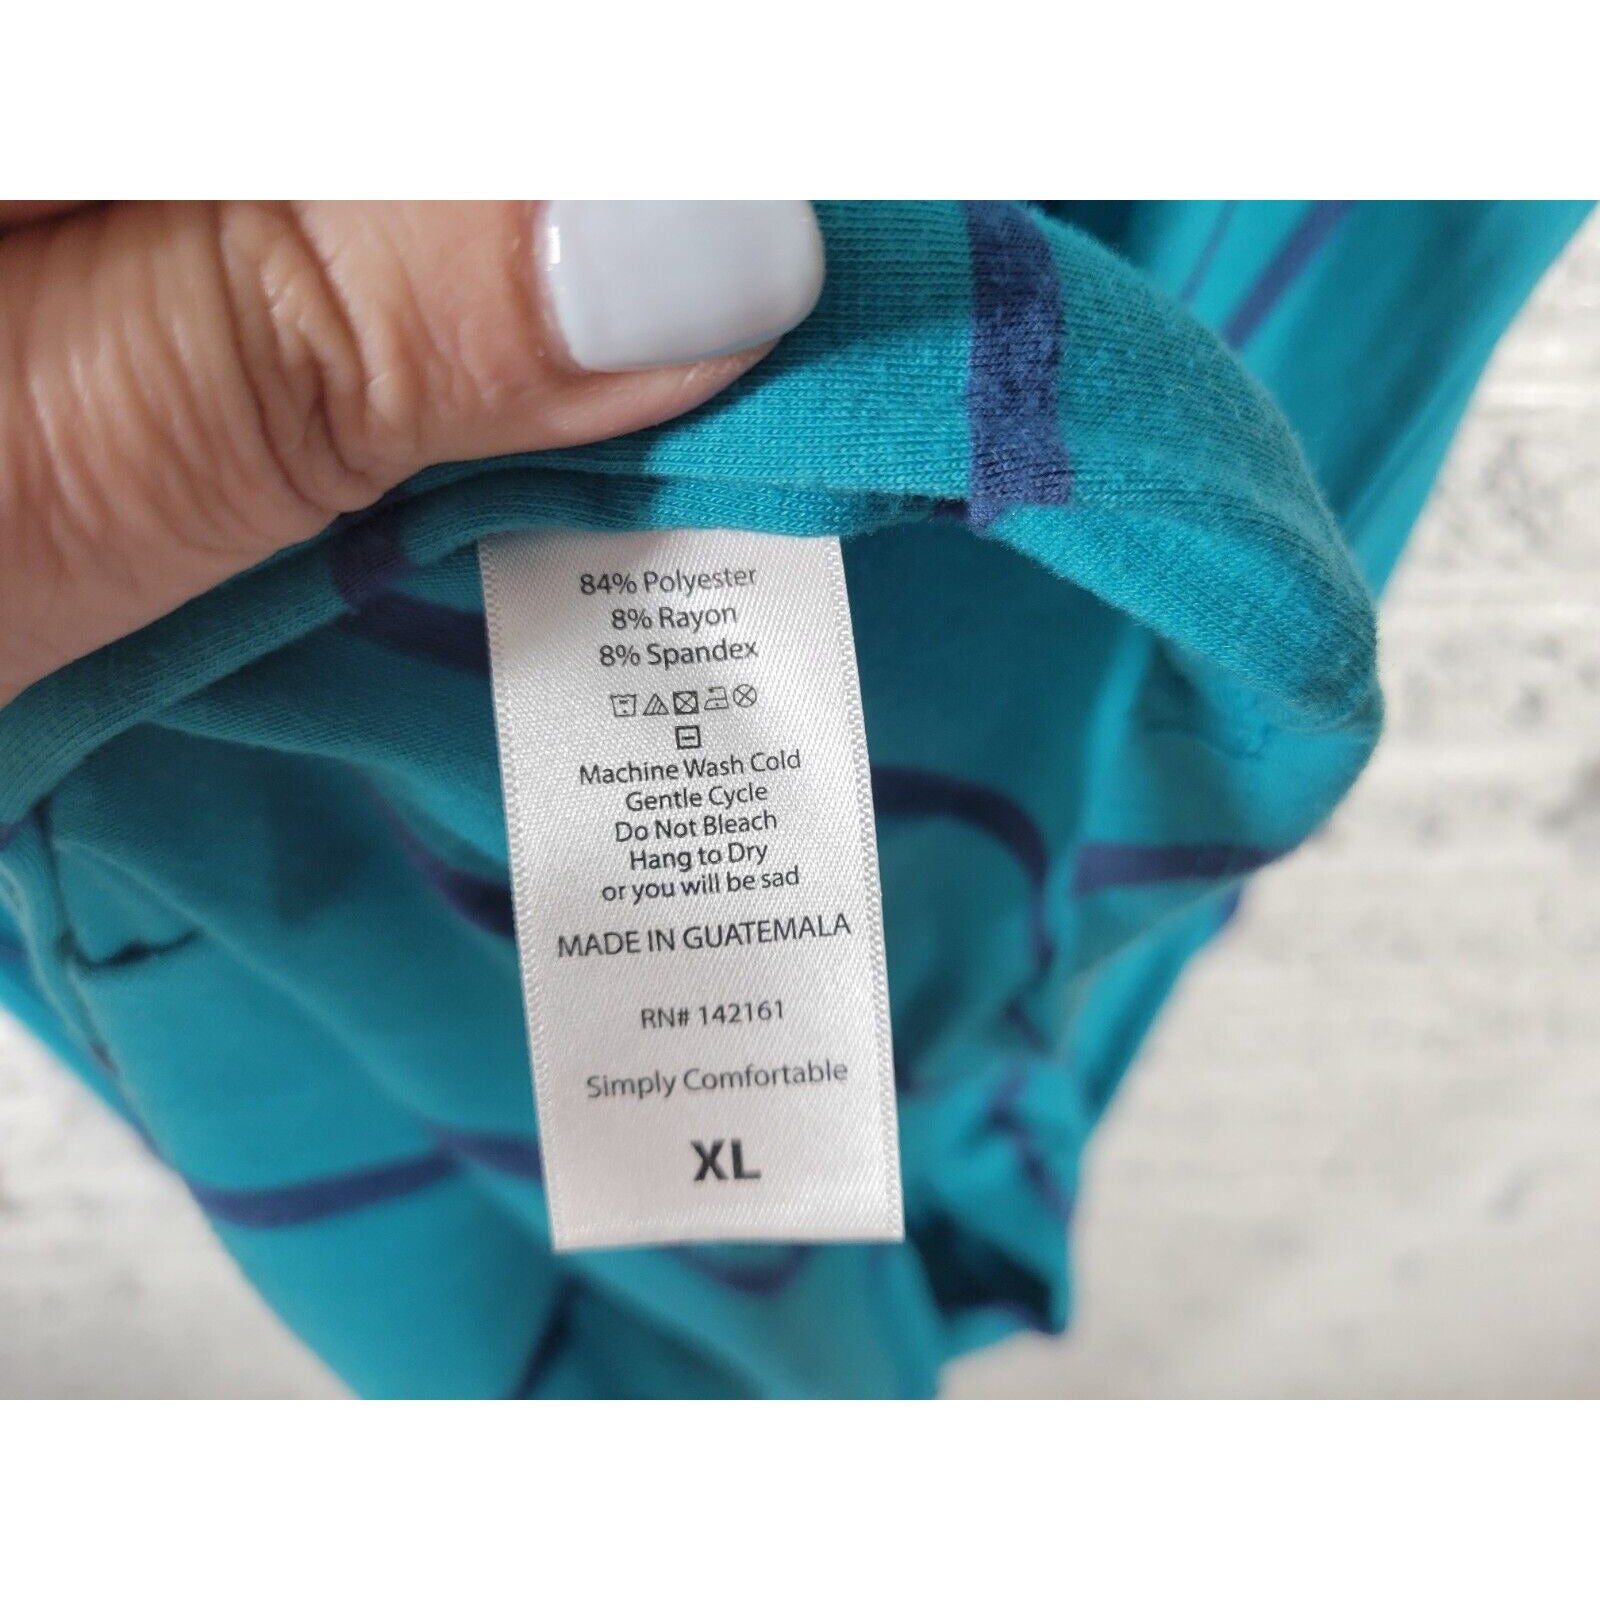 84% Polyester
8% Rayon
8% Spandex
Machine Wash Cold
Gentle Cycle
Do Not Bleach
Hang to Dry
or you will be sad
MADE IN GUATEMALA
RN# 142161
Simply Comfortable
XL